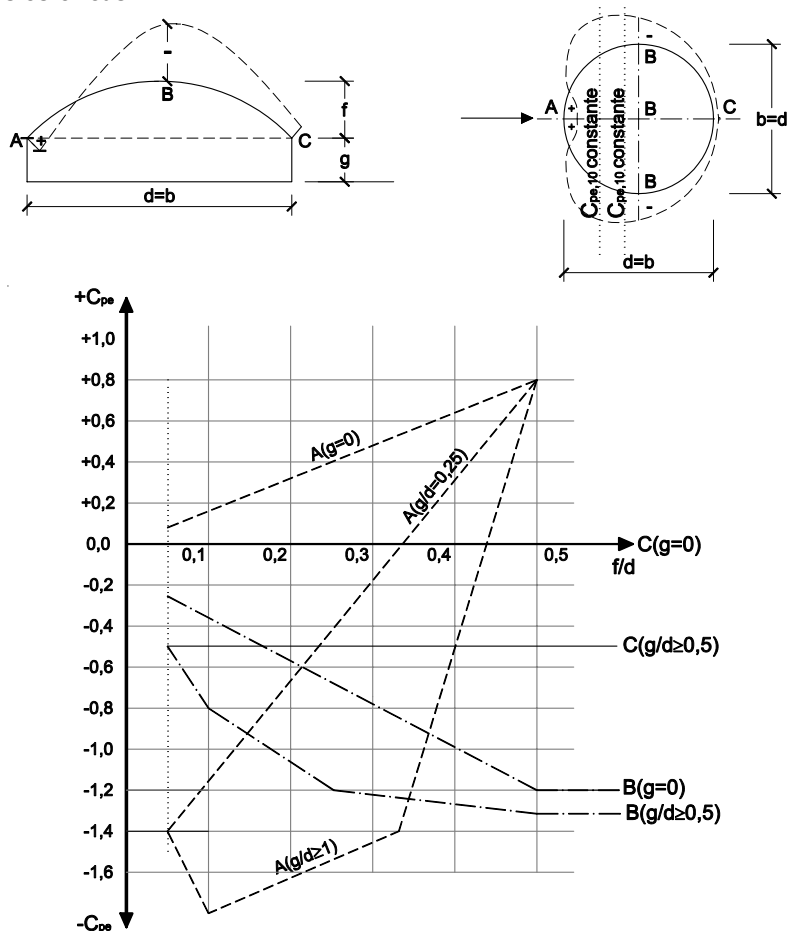 B
A
+
-
C
f
g
d=b
A
+
+
-
B
B
B
-
C
Cpe,10 constante
Cpe,10 constante
b=d
d=b
+Cpe
+1,0
+0,8
+0,6
+0,4
+0,2
0,0
-0,2
-0,4
-0,6
-0,8
-1,0
-1,2
-1,4
-1,6
-Cpe
0,1
0,2
0,3
0,4
0,5
f/d
A(g=0)
A(g/d=0,25)
A(g/d≥1)
C(g=0)
C(g/d≥0,5)
B(g=0)
B(g/d≥0,5)